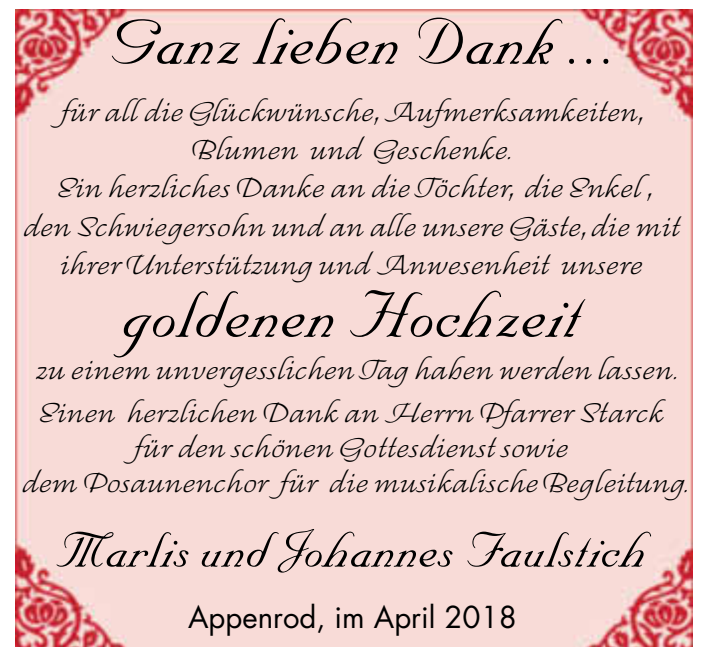 Ganz lieben Dank ...
für all die Glückwünsche, Aufmerksamkeiten,
Blumen und Geschenke.
Ein herzliches Danke an die Töchter, die Enkel,
den Schwiegersohn und an alle unsere Gäste, die mit
ihrer Unterstützung und Anwesenheit unsere
goldenen Hochzeit
zu einem unvergesslichen Tag haben werden lassen.
Einen herzlichen Dank an Herrn Pfarrer Starck
für den schönen Gottesdienst sowie
dem Posaunenchor für die musikalische Begleitung.
Marlis und Johannes Faulstich
Appenrod, im April 2018